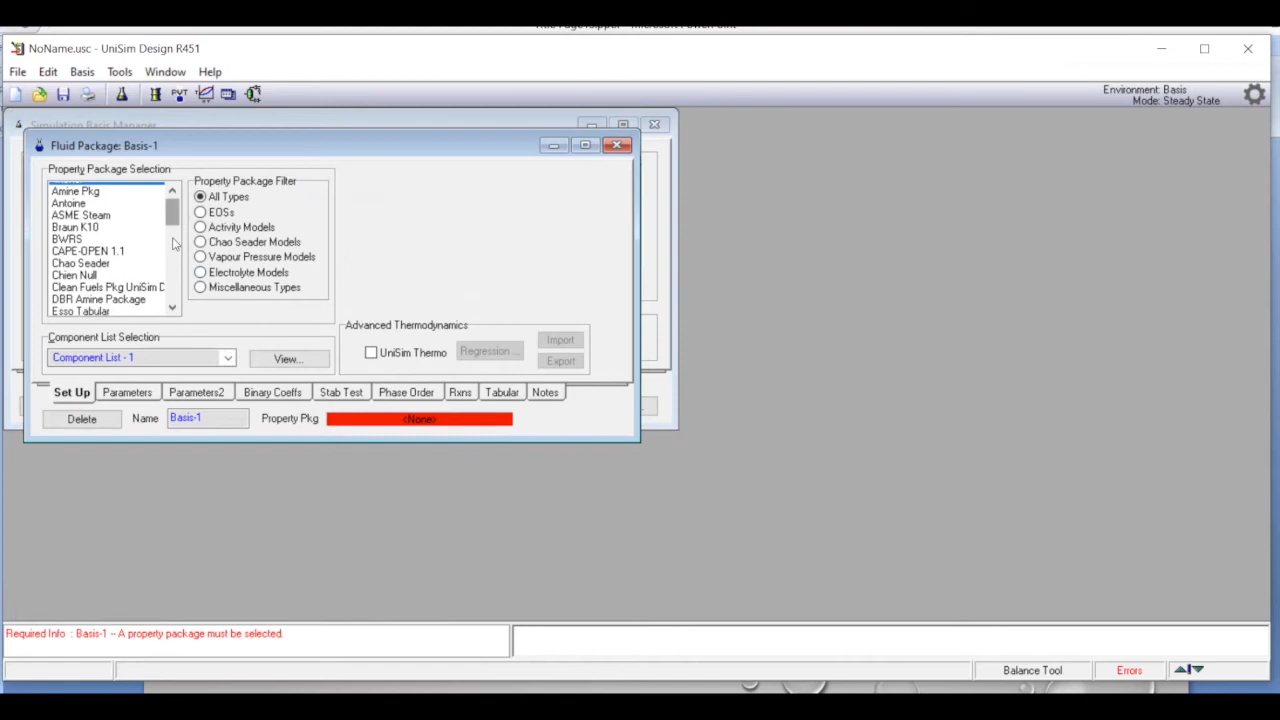 NoName.usc - UniSim Design R451
File Edit Basis Tools Window Help
PVT
Environment: Basis
Mode: Steady State
Simulation Basis Manager
Fluid Package: Basis-1
Property Package Selection
Amine Pkg
Antoine
ASME Steam
Braun K10
BWRS
CAPE-OPEN 1.1
Chao Seader
Chien Null
Clean Fuels Pkg UniSim D
DBR Amine Package
Esso Tabular
Property Package Filter
All Types
EOSs
Activity Models
Chao Seader Models
Vapour Pressure Models
Electrolyte Models
Miscellaneous Types
Component List Selection
Component List - 1
View...
Advanced Thermodynamics
UniSim Thermo
Regression ...
Import
Export
Set Up Parameters Parameters2 Binary Coeffs Stab Test Phase Order Rxns Tabular Notes
Delete Name Basis-1 Property Pkg <None>
Required Info : Basis-1 -- A property package must be selected.
Balance Tool Errors